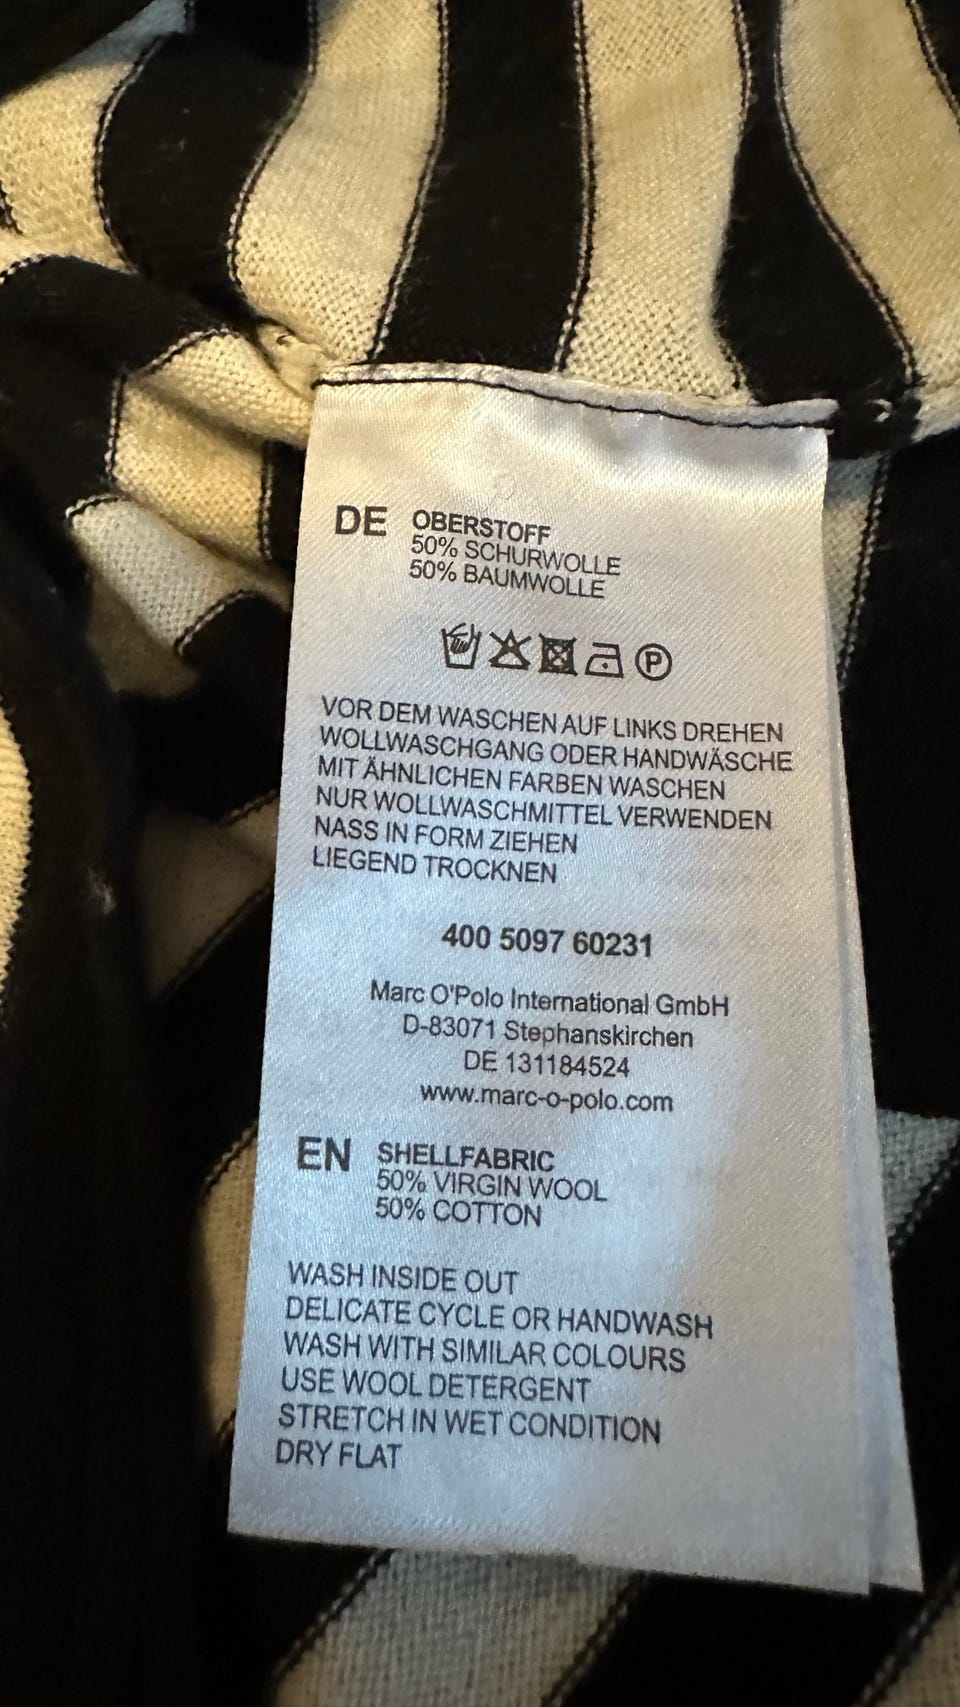 DE OBERSTOFF
50% SCHURWOLLE
50% BAUMWOLLE
P
VOR DEM WASCHEN AUF LINKS DREHEN
WOLLWASCHGANG ODER HANDWÄSCHE
MIT ÄHNLICHEN FARBEN WASCHEN
NUR WOLLWASCHMITTEL VERWENDEN
NASS IN FORM ZIEHEN
LIEGEND TROCKNEN
400 5097 60231
Marc O'Polo International GmbH
D-83071 Stephanskirchen
DE 131184524
www.marc-o-polo.com
EN SHELLFABRIC
50% VIRGIN WOOL
50% COTTON
WASH INSIDE OUT
DELICATE CYCLE OR HANDWASH
WASH WITH SIMILAR COLOURS
USE WOOL DETERGENT
STRETCH IN WET CONDITION
DRY FLAT